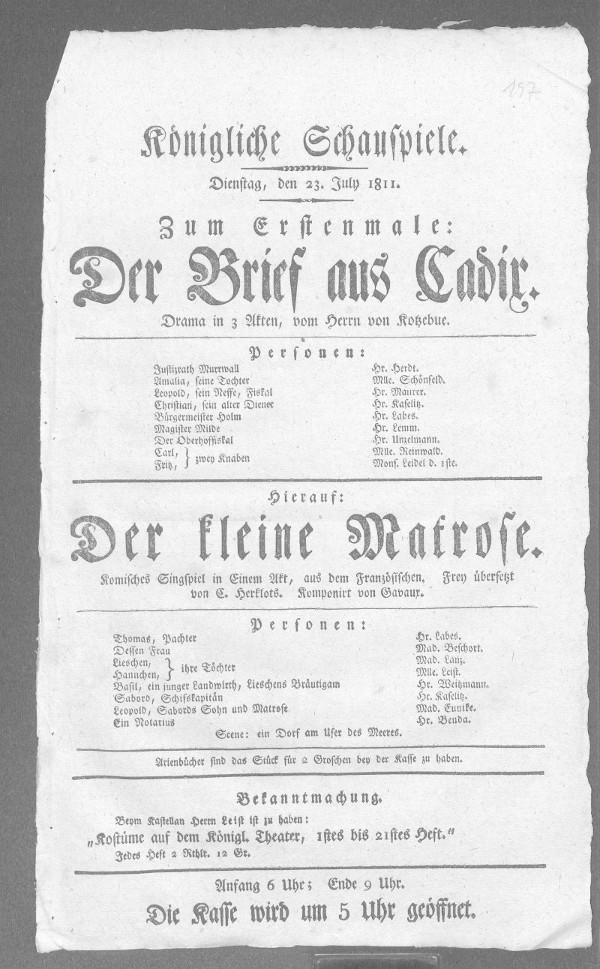 197
Königliche Schauspiele.
Dienstag, den 23. July 1811.
Zum Erstenmale:
Der Brief aus Cadix.
Drama in 3 Akten, vom Herrn von Kotzebue.
Personen:
Justizrath Murrwall Hr. Herdt.
Amalia, seine Tochter Mlle. Schönfeld.
Leopold, sein Neffe, Fiskal Hr. Maurer.
Christian, sein alter Diener Hr. Kaselitz.
Bürgermeister Holm Hr. Labes.
Magister Milde Hr. Lemm.
Der Oberhoffiskal Hr. Unzelmann.
Carl, } zwey Knaben Mlle. Reinwald.
Fritz, Mons. Leidel d. 1ste.
Hierauf:
Der kleine Matrose.
Komisches Singspiel in Einem Akt, aus dem Französischen. Frey übersetzt
von C. Herklots. Komponirt von Gavaux.
Personen:
Thomas, Pachter Hr. Labes.
Dessen Frau Mad. Beschort.
Lieschen, } ihre Töchter Mad. Lanz.
Hannchen, Mlle. Leist.
Basil, ein junger Landwirth, Lieschens Bräutigam Hr. Weitzmann.
Sabord, Schifskapitän Hr. Kaselitz.
Leopold, Sabords Sohn und Matrose Mad. Eunike.
Ein Notarius Hr. Benda.
Scene: ein Dorf am Ufer des Meeres.
Arienbücher sind das Stück für 2 Groschen bey der Kasse zu haben.
Bekanntmachung.
Beym Kastellan Herrn Leist ist zu haben:
„Kostüme auf dem Königl. Theater, 1stes bis 21stes Heft.“
Jedes Heft 2 Rthlr. 12 Gr.
Anfang 6 Uhr; Ende 9 Uhr.
Die Kasse wird um 5 Uhr geöffnet.